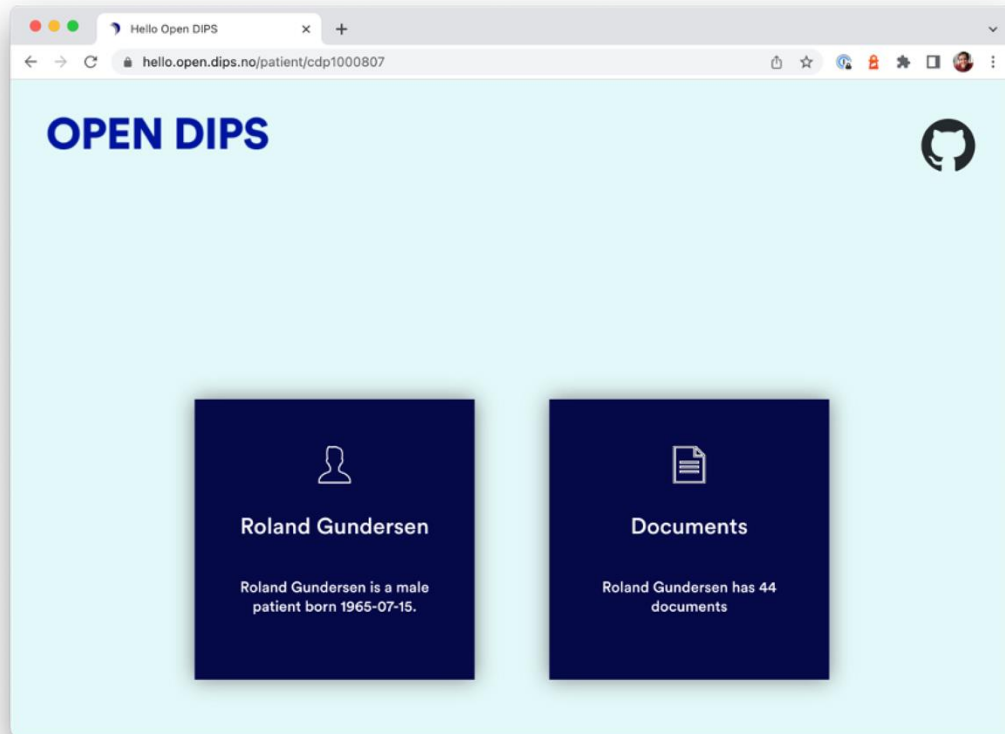 Hello Open DIPS
hello.open.dips.no/patient/cdp1000807
OPEN DIPS
Roland Gundersen
Roland Gundersen is a male
patient born 1965-07-15.
Documents
Roland Gundersen has 44
documents